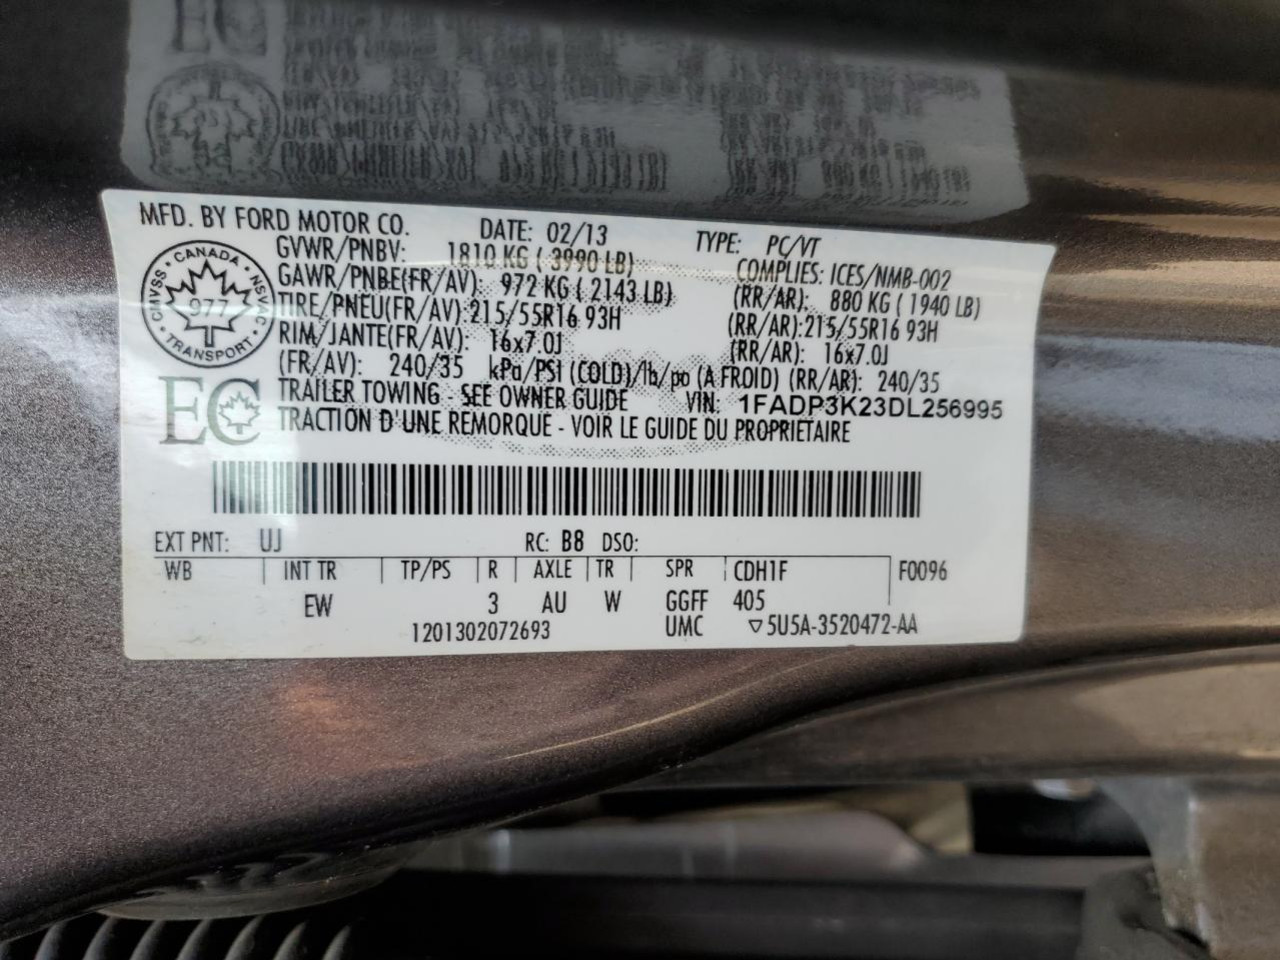 MFD. BY FORD MOTOR CO. DATE: 02/13 TYPE: PC/VT
GVWR/PNBV: 1810 KG ( 3990 LB) COMPLIES: ICES/NMB-002
GAWR/PNBE(FR/AV): 972 KG ( 2143 LB) (RR/AR): 880 KG ( 1940 LB)
TIRE/PNEU(FR/AV):215/55R16 93H (RR/AR):215/55R16 93H
RIM/JANTE(FR/AV): 16x7.0J (RR/AR): 16x7.0J
(FR/AV): 240/35 kPa/PSI (COLD)/lb/po (A FROID) (RR/AR): 240/35
TRAILER TOWING - SEE OWNER GUIDE VIN: 1FADP3K23DL256995
TRACTION D'UNE REMORQUE - VOIR LE GUIDE DU PROPRIETAIRE
CANADA
CMVSS NSVAC
977
TRANSPORT
EC
EXT PNT: UJ RC: B8 DSO:
WB INT TR TP/PS R AXLE TR SPR CDH1F F0096
EW 3 AU W GGFF 405
1201302072693 UMC ▽5U5A-3520472-AA